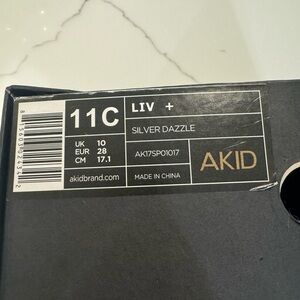 11C
LIV +
SILVER DAZZLE
UK 10
EUR 28
CM 17.1
AK17SP01017
AKID
akidbrand.com
MADE IN CHINA